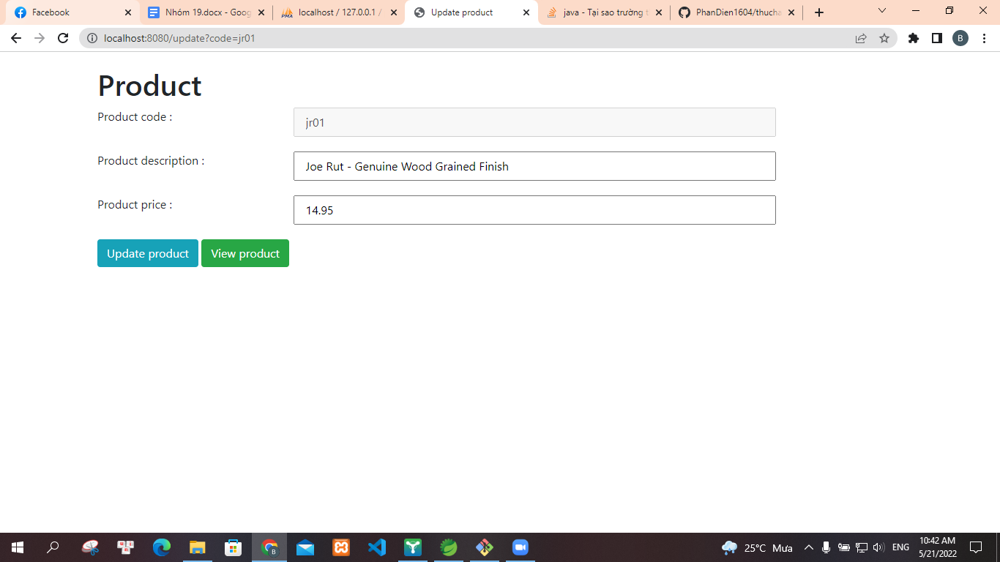 Facebook
Nhóm 19.docx - Goog
PMA localhost / 127.0.0.1 /
Update product
java - Tại sao trường t
PhanDien1604/thucha
localhost:8080/update?code=jr01
B
Product
Product code :
jr01
Product description :
Joe Rut - Genuine Wood Grained Finish
Product price :
14.95
Update product
View product
25°C Mưa
ENG
10:42 AM
5/21/2022